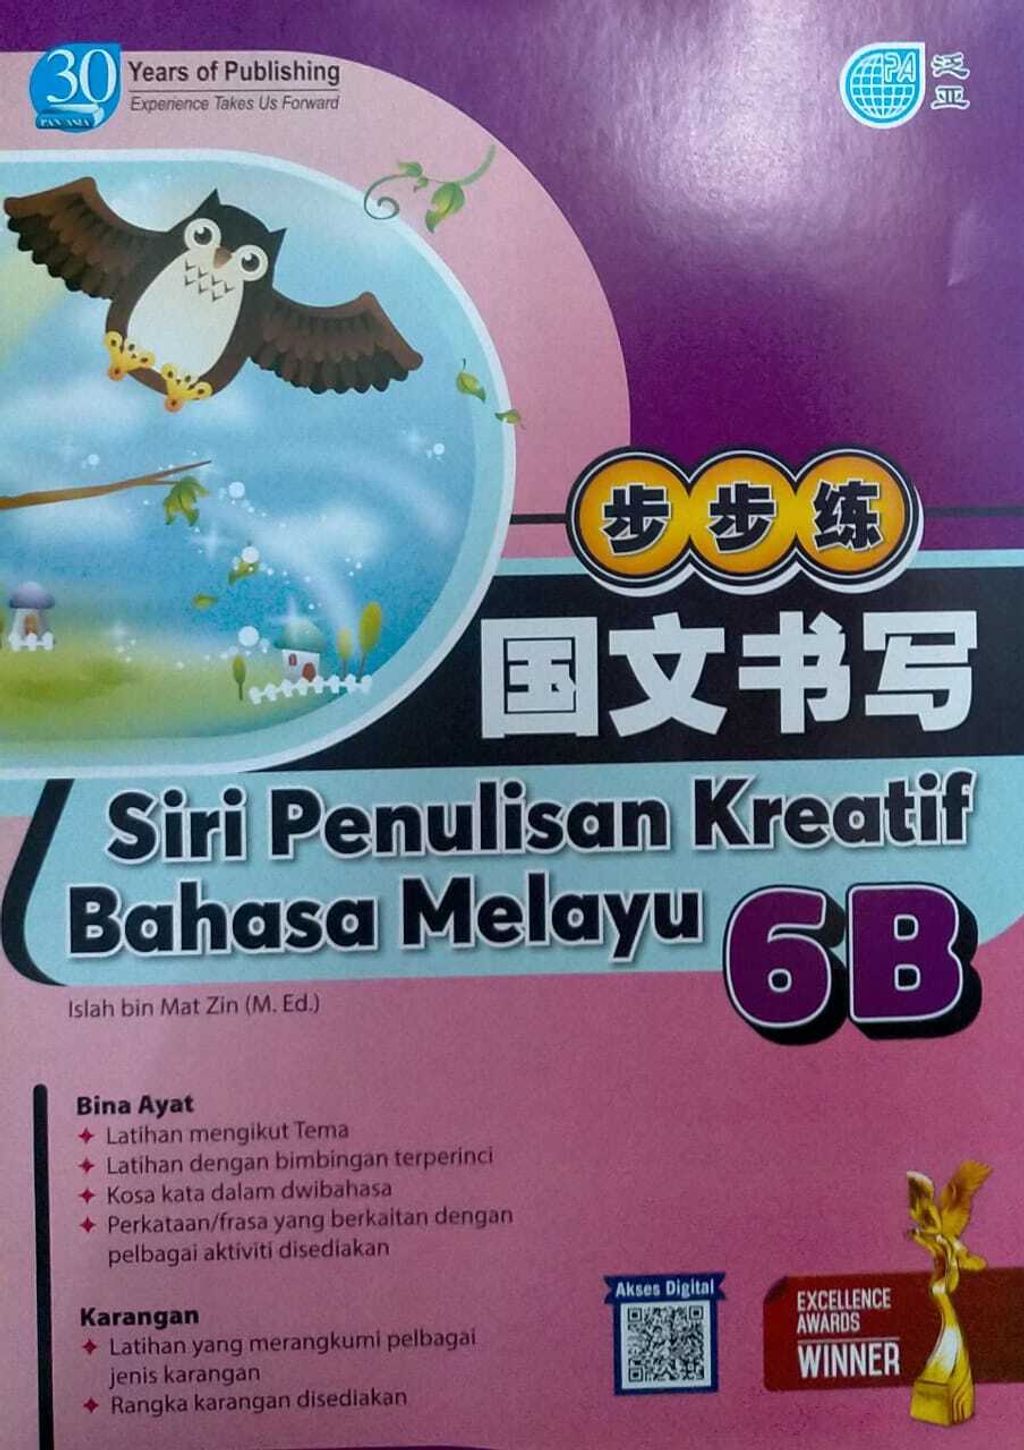 30 Years of Publishing
PAN ASIA Experience Takes Us Forward
PA 泛亚
步步练
国文书写
Siri Penulisan Kreatif
Bahasa Melayu 6B
Islah bin Mat Zin (M. Ed.)
Bina Ayat
Latihan mengikut Tema
Latihan dengan bimbingan terperinci
Kosa kata dalam dwibahasa
Perkataan/frasa yang berkaitan dengan
pelbagai aktiviti disediakan
Karangan
Latihan yang merangkumi pelbagai
jenis karangan
Rangka karangan disediakan
Akses Digital
EXCELLENCE
AWARDS
WINNER